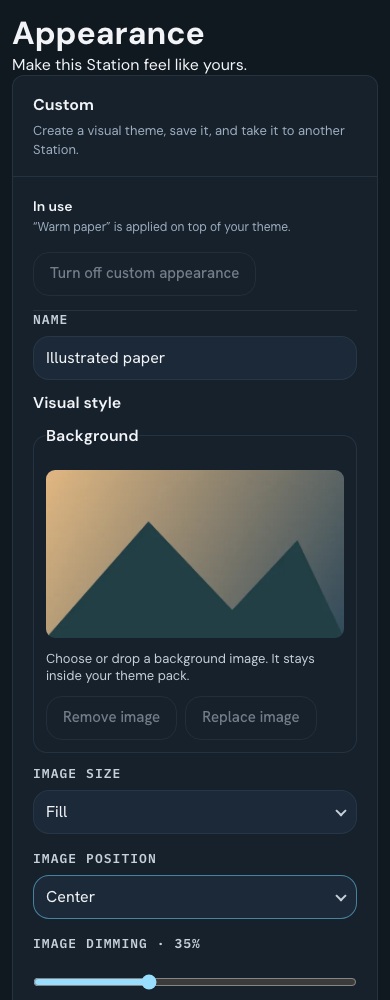 Appearance
Make this Station feel like yours.
Custom
Create a visual theme, save it, and take it to another
Station.
In use
“Warm paper” is applied on top of your theme.
Turn off custom appearance
NAME
Illustrated paper
Visual style
Background
Choose or drop a background image. It stays
inside your theme pack.
Remove image
Replace image
IMAGE SIZE
Fill
IMAGE POSITION
Center
IMAGE DIMMING · 35%